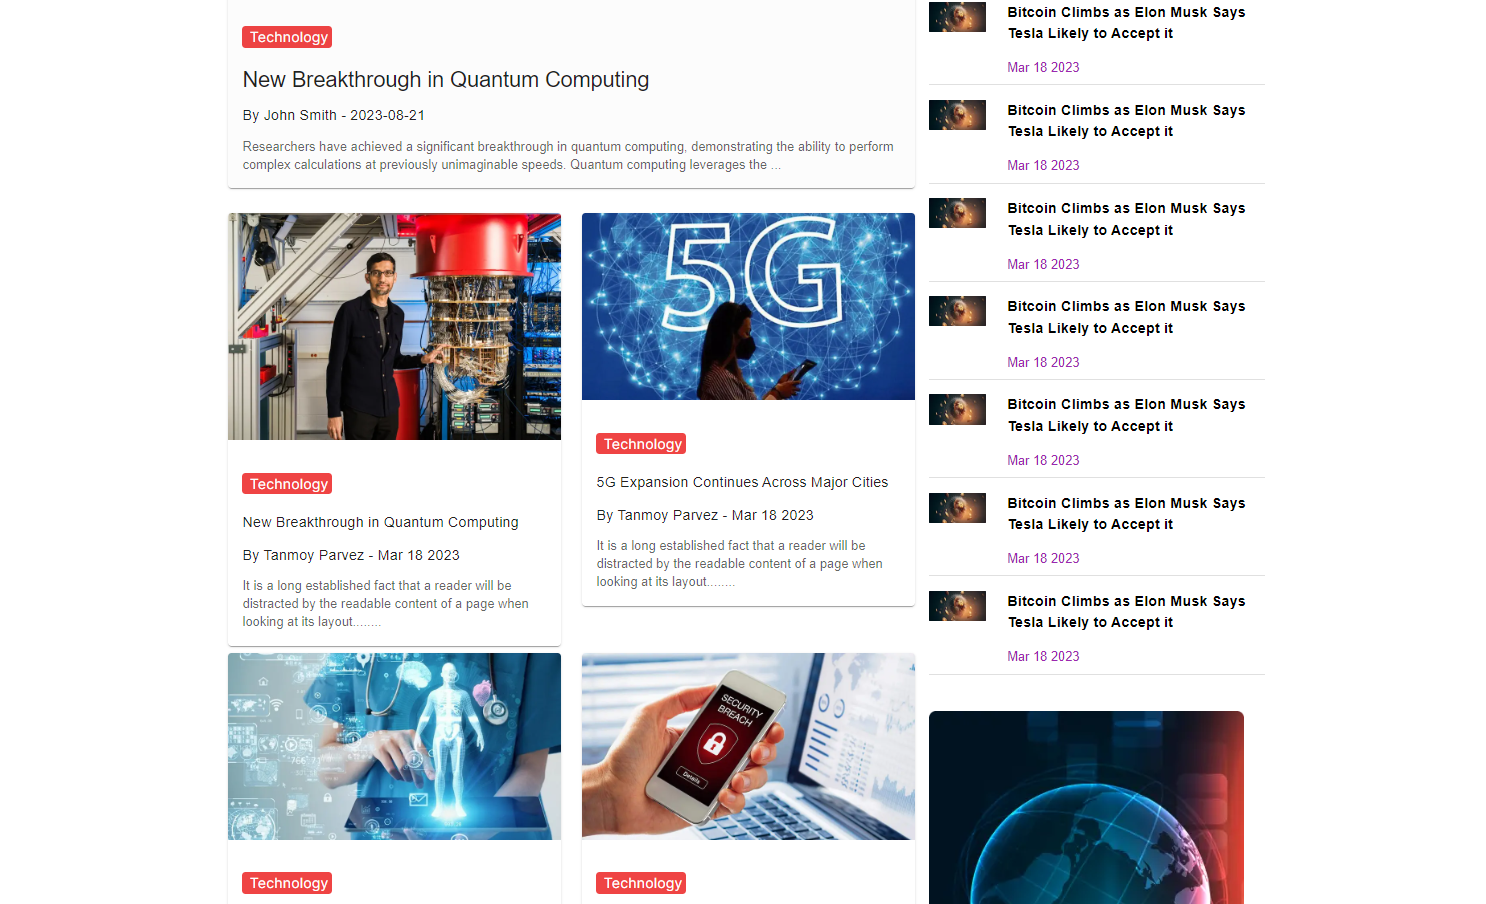 Technology
New Breakthrough in Quantum Computing
By John Smith - 2023-08-21
Researchers have achieved a significant breakthrough in quantum computing, demonstrating the ability to perform
complex calculations at previously unimaginable speeds. Quantum computing leverages the ...
Technology
New Breakthrough in Quantum Computing
By Tanmoy Parvez - Mar 18 2023
It is a long established fact that a reader will be
distracted by the readable content of a page when
looking at its layout........
5G
Technology
5G Expansion Continues Across Major Cities
By Tanmoy Parvez - Mar 18 2023
It is a long established fact that a reader will be
distracted by the readable content of a page when
looking at its layout........
Technology
SECURITY
BREACH
Details
Technology
Bitcoin Climbs as Elon Musk Says
Tesla Likely to Accept it
Mar 18 2023
Bitcoin Climbs as Elon Musk Says
Tesla Likely to Accept it
Mar 18 2023
Bitcoin Climbs as Elon Musk Says
Tesla Likely to Accept it
Mar 18 2023
Bitcoin Climbs as Elon Musk Says
Tesla Likely to Accept it
Mar 18 2023
Bitcoin Climbs as Elon Musk Says
Tesla Likely to Accept it
Mar 18 2023
Bitcoin Climbs as Elon Musk Says
Tesla Likely to Accept it
Mar 18 2023
Bitcoin Climbs as Elon Musk Says
Tesla Likely to Accept it
Mar 18 2023